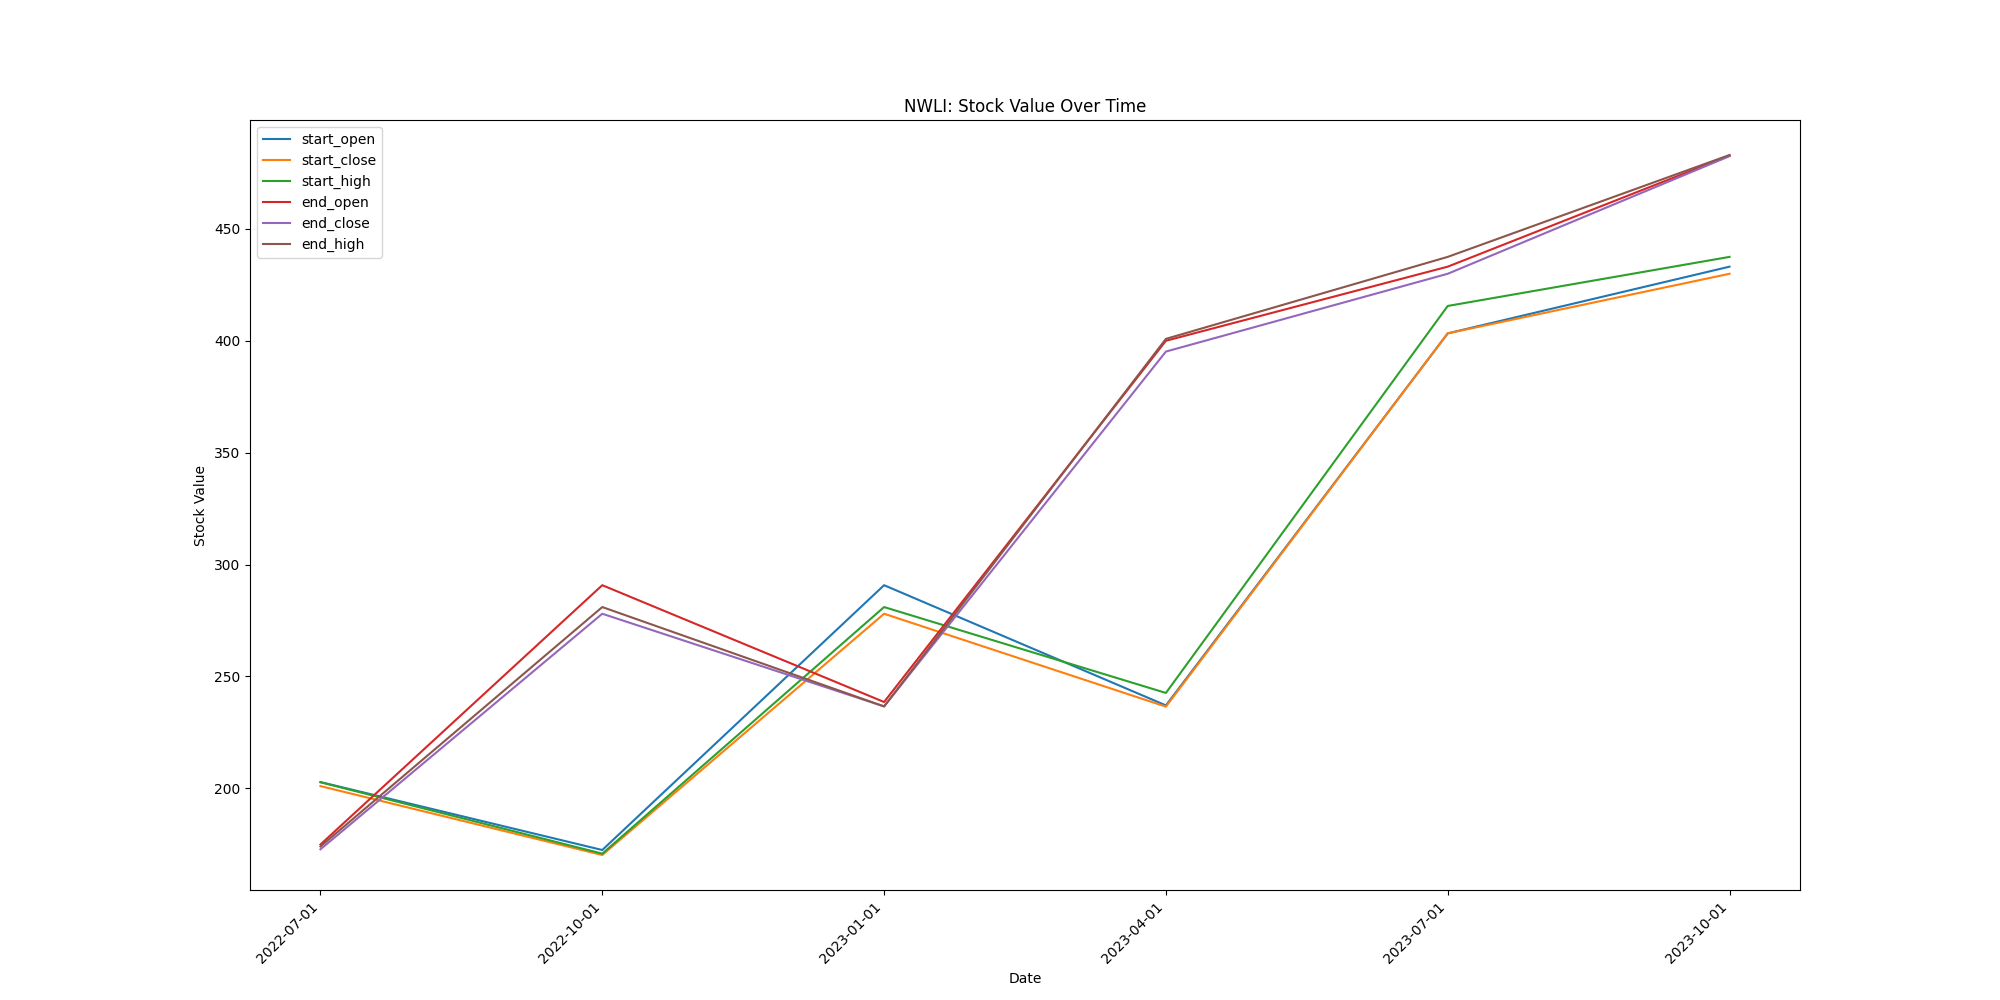 NWLI: Stock Value Over Time
start_open
start_close
start_high
end_open
end_close
end_high
Stock Value
450
400
350
300
250
200
2022-07-01
2022-10-01
2023-01-01
2023-04-01
2023-07-01
2023-10-01
Date